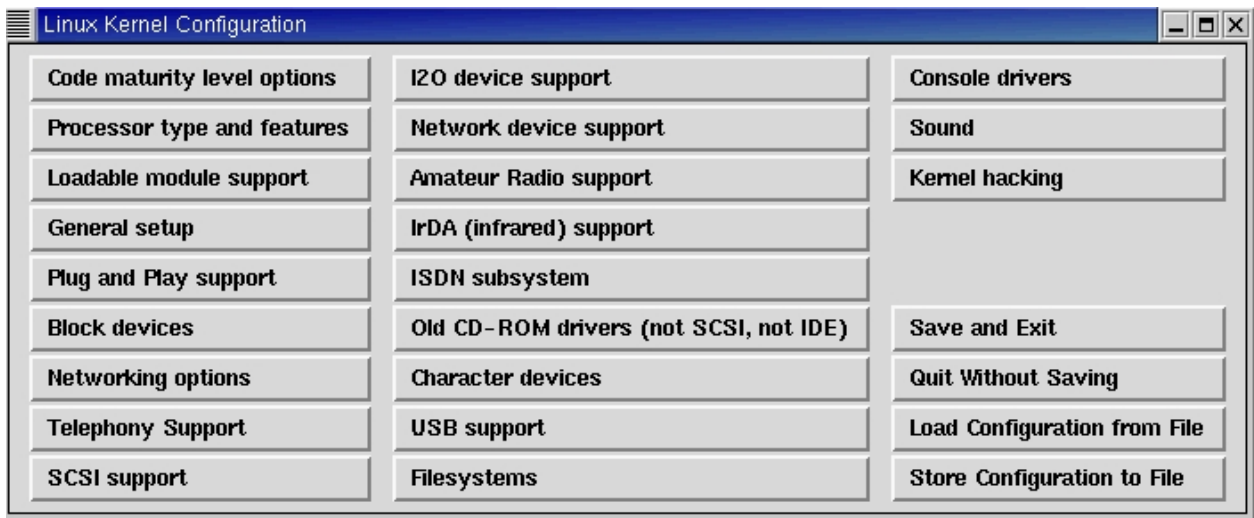 Linux Kernel Configuration
Code maturity level options
Processor type and features
Loadable module support
General setup
Plug and Play support
Block devices
Networking options
Telephony Support
SCSI support
I2O device support
Network device support
Amateur Radio support
IrDA (infrared) support
ISDN subsystem
Old CD-ROM drivers (not SCSI, not IDE)
Character devices
USB support
Filesystems
Console drivers
Sound
Kernel hacking
Save and Exit
Quit Without Saving
Load Configuration from File
Store Configuration to File